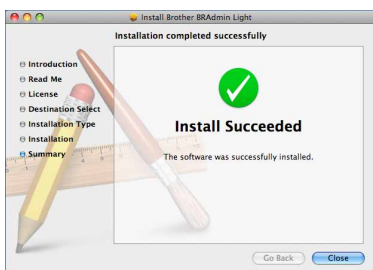 Install Brother BRAdmin Light
Installation completed successfully
Introduction
Read Me
License
Destination Select
Installation Type
Installation
Summary
Install Succeeded
The software was successfully installed.
Go Back
Close